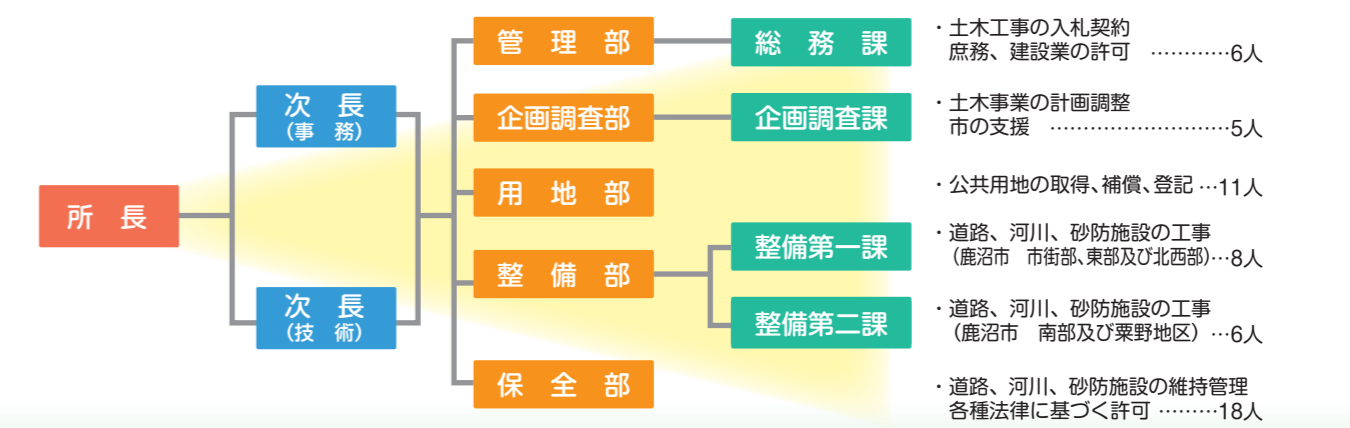 所 長
次 長
（事 務）
次 長
（技 術）
管 理 部
企画調査部
用 地 部
整 備 部
保 全 部
総 務 課
企画調査課
整備第一課
整備第二課
・土木工事の入札契約
庶務、建設業の許可 …………6人
・土木事業の計画調整
市の支援 ………………………5人
・公共用地の取得、補償、登記 …11人
・道路、河川、砂防施設の工事
（鹿沼市 市街部、東部及び北西部）…8人
・道路、河川、砂防施設の工事
（鹿沼市 南部及び粟野地区）…6人
・道路、河川、砂防施設の維持管理
各種法律に基づく許可 ………18人